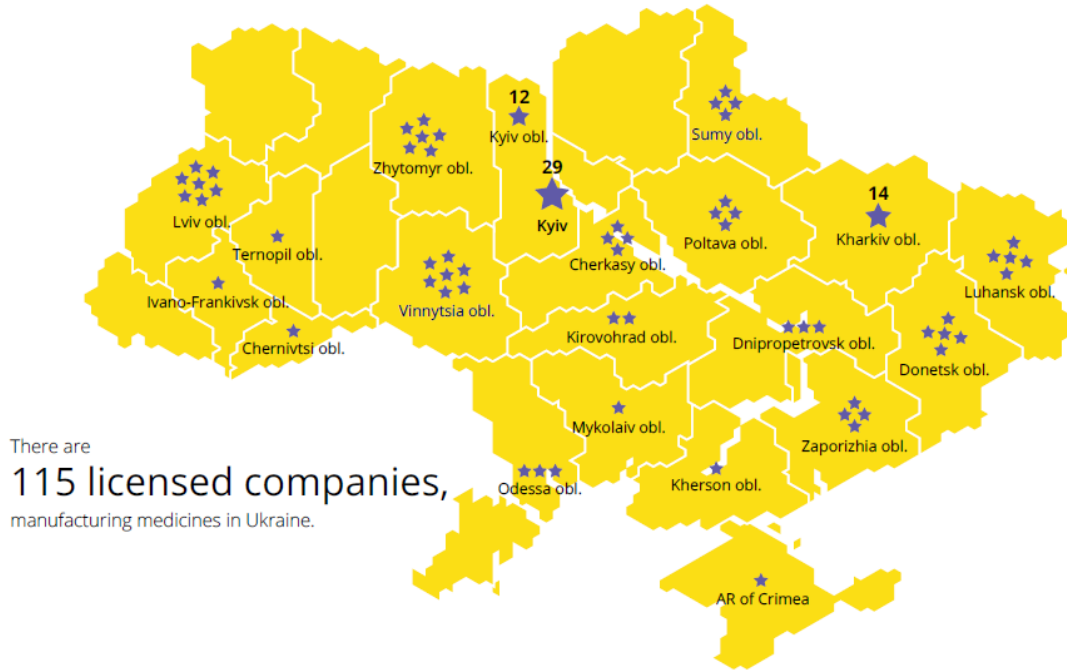 12
Kyiv obl.
Sumy obl.
Zhytomyr obl.
29
Kyiv
14
Kharkiv obl.
Lviv obl.
Ternopil obl.
Poltava obl.
Cherkasy obl.
Luhansk obl.
Ivano-Frankivsk obl.
Vinnytsia obl.
Chernivtsi obl.
Kirovohrad obl.
Dnipropetrovsk obl.
Donetsk obl.
Mykolaiv obl.
Zaporizhia obl.
Odessa obl.
Kherson obl.
AR of Crimea
There are
115 licensed companies,
manufacturing medicines in Ukraine.